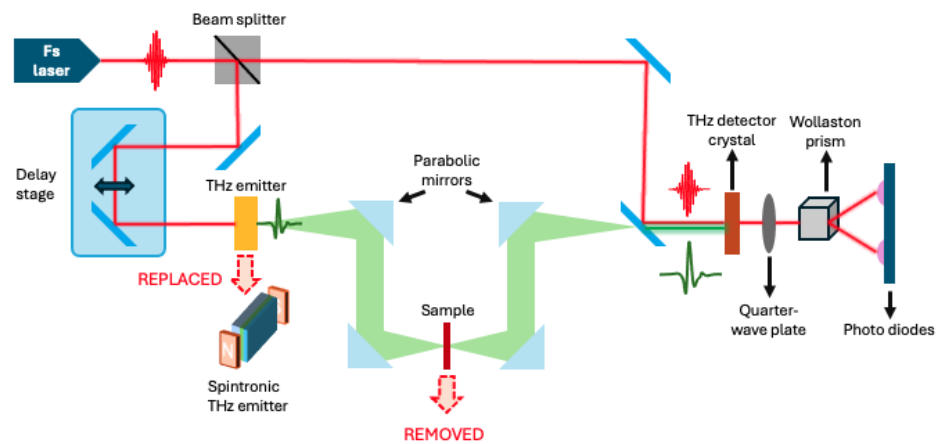 Beam splitter
Fs
laser
THz detector
crystal
Wollaston
prism
Delay
stage
Parabolic
mirrors
THz emitter
REPLACED
Sample
N
Spintronic
THz emitter
Quarter-
wave plate
Photo diodes
REMOVED